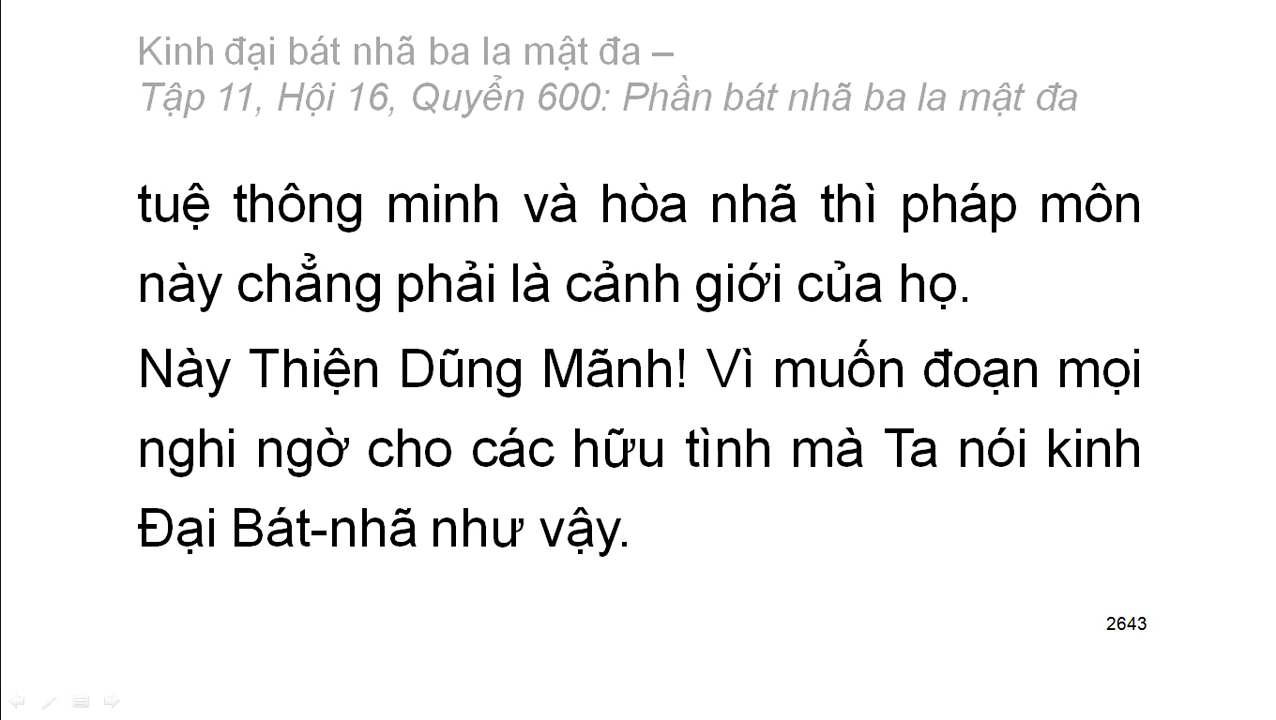 Kinh đại bát nhã ba la mật đa –
Tập 11, Hội 16, Quyển 600: Phần bát nhã ba la mật đa
tuệ thông minh và hòa nhã thì pháp môn
này chẳng phải là cảnh giới của họ.
Này Thiện Dũng Mãnh! Vì muốn đoạn mọi
nghi ngờ cho các hữu tình mà Ta nói kinh
Đại Bát-nhã như vậy.
2643